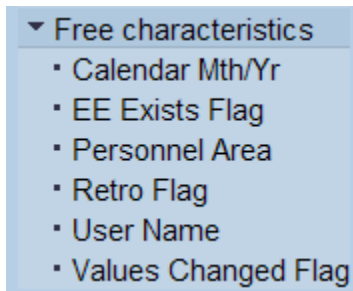 Free characteristics
Calendar Mth/Yr
EE Exists Flag
Personnel Area
Retro Flag
User Name
Values Changed Flag